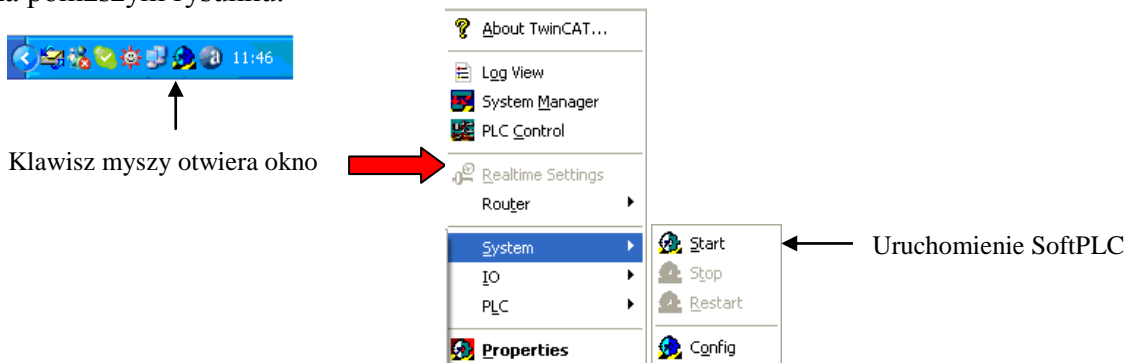 na poniższym rysunku.
About TwinCAT...
11:46
Log View
System Manager
PLC Control
Klawisz myszy otwiera okno
Realtime Settings
Router
System
Start
Uruchomienie SoftPLC
IO
Stop
PLC
Restart
Properties
Config